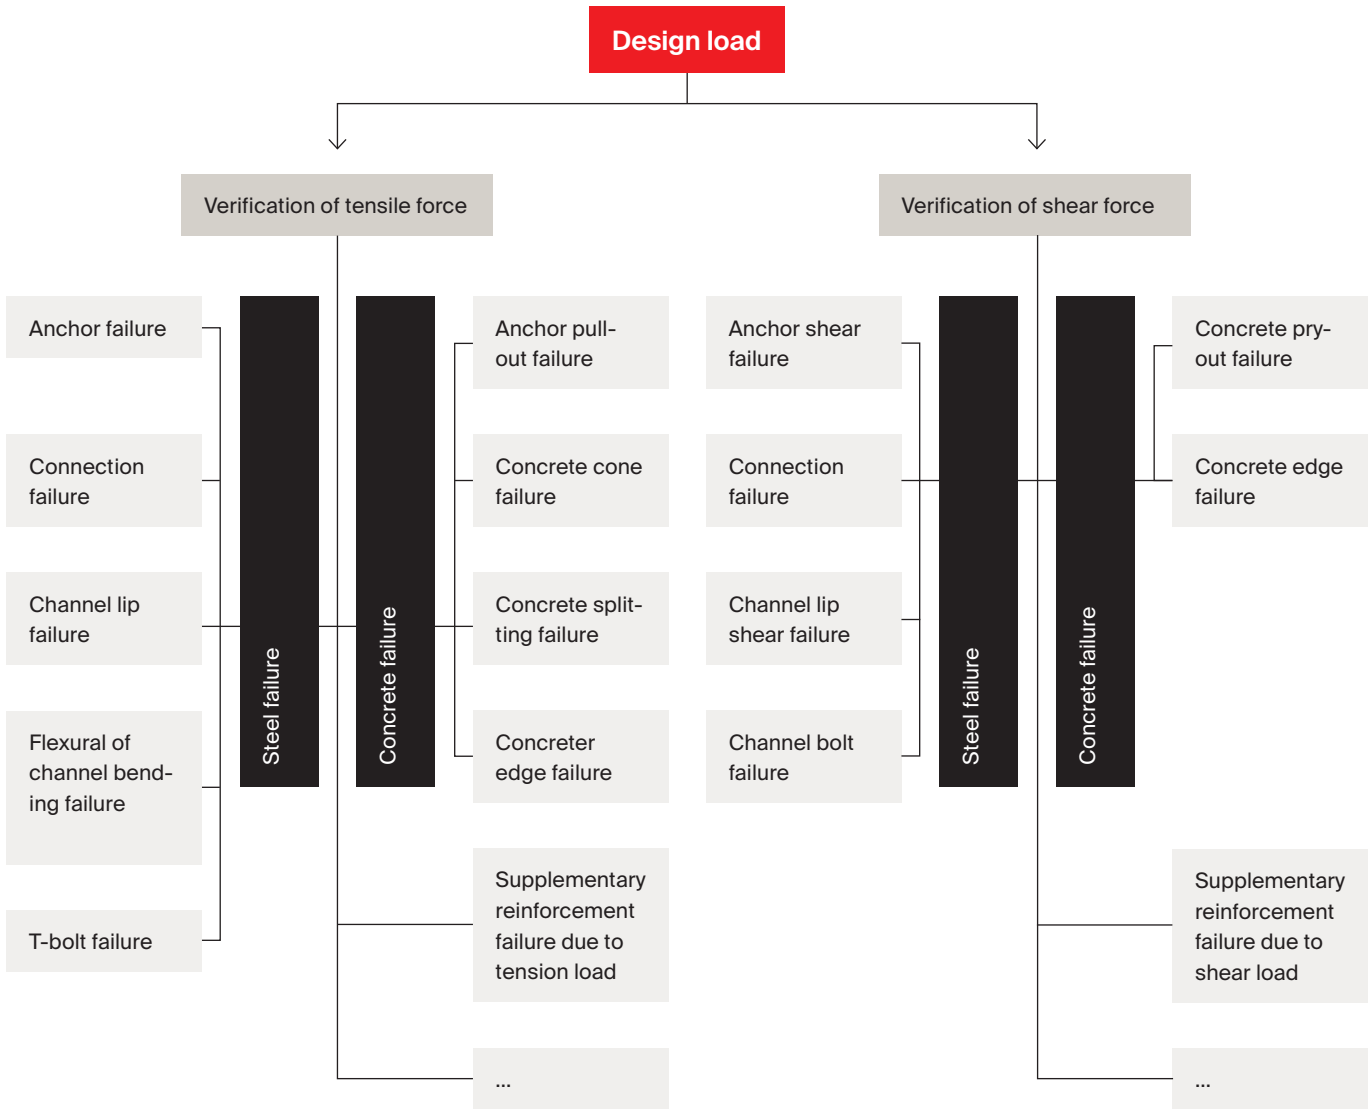 Design load
Verification of tensile force
Verification of shear force
Anchor failure
Connection
failure
Channel lip
failure
Flexural of
channel bend-
ing failure
T-bolt failure
Steel failure
Concrete failure
Anchor pull-
out failure
Concrete cone
failure
Concrete split-
ting failure
Concreter
edge failure
Supplementary
reinforcement
failure due to
tension load
...
Anchor shear
failure
Connection
failure
Channel lip
shear failure
Channel bolt
failure
Steel failure
Concrete failure
Concrete pry-
out failure
Concrete edge
failure
Supplementary
reinforcement
failure due to
shear load
...